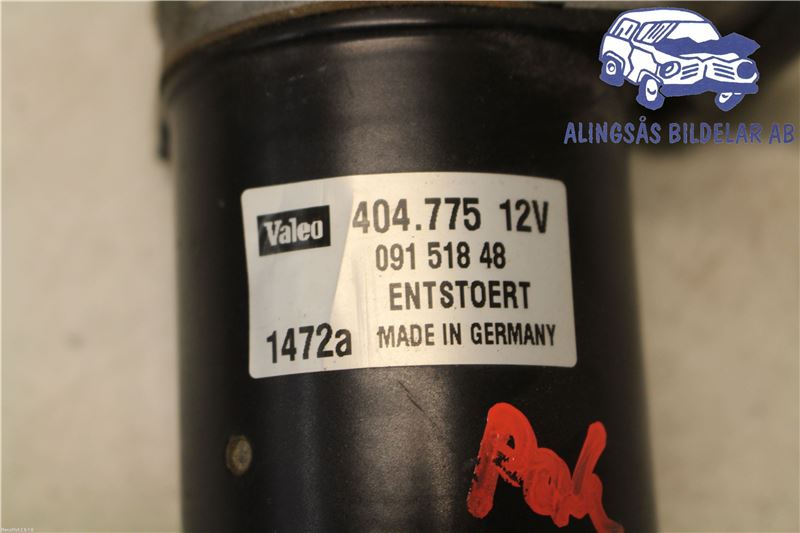 ALINGSÅS BILDELAR AB
Valeo 404.775 12V
091 518 48
ENTSTOERT
1472a MADE IN GERMANY